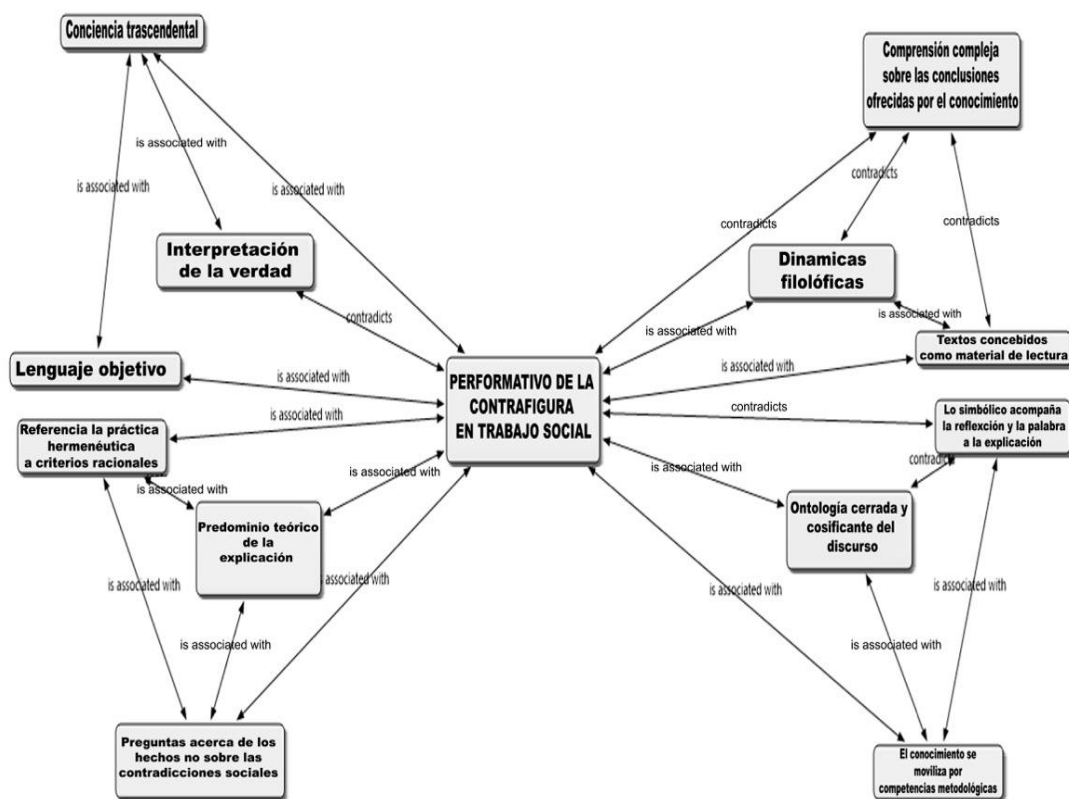 Conciencia trascendental
Comprensión compleja
sobre las conclusiones
ofrecidas por el conocimiento
is associated with
is associated with
is associated with
contradicts
contradicts
contradicts
Interpretación
de la verdad
Dinamicas
filolóficas
contradicts
is associated with
is associated with
Textos concebidos
como material de lectura
Lenguaje objetivo
is associated with
PERFORMATIVO DE LA
CONTRAFIGURA
EN TRABAJO SOCIAL
is associated with
Referencia la práctica
hermenéutica
a criterios racionales
is associated with
contradicts
Lo simbólico acompaña
la reflexción y la palabra
a la explicación
is associated with
is associated with
is associated with
contradicts
Predominio teórico
de la
explicación
Ontología cerrada y
cosificante del
discurso
is associated with
is associated with
is associated with
is associated with
is associated with
is associated with
Preguntas acerca de los
hechos no sobre las
contradicciones sociales
El conocimiento se
moviliza por
competencias metodológicas